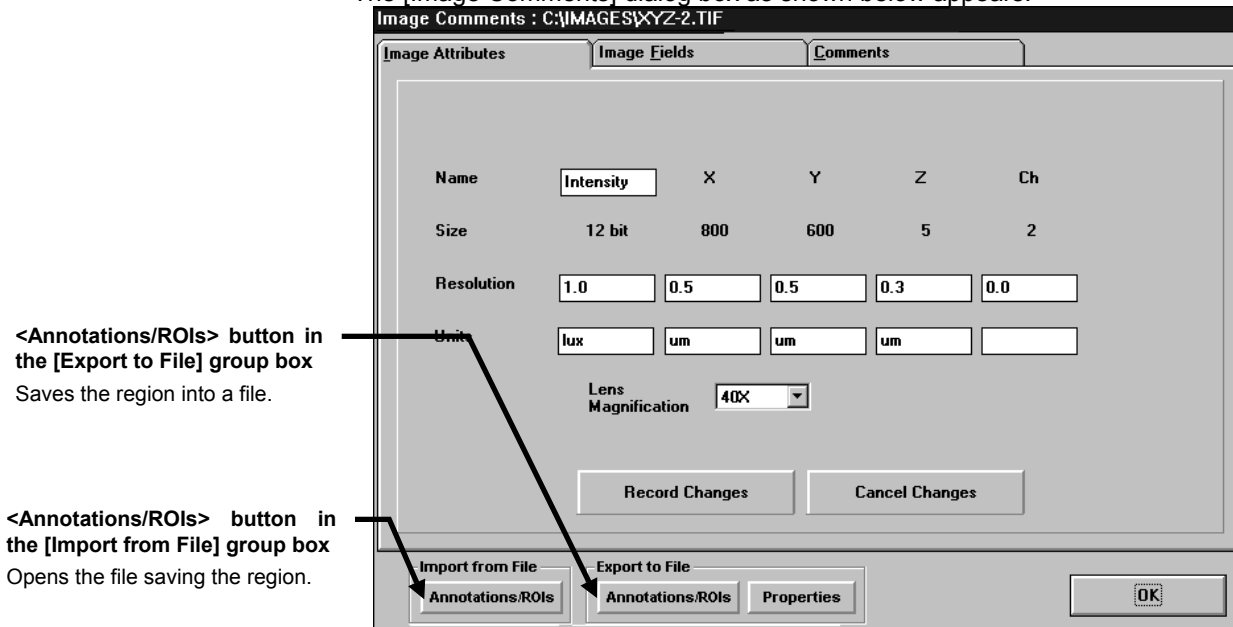 The [Image Comments] dialog box as shown below appears.
Image Comments : C:\IMAGES\XYZ-2.TIF
Image Attributes Image Fields Comments
Name Intensity X Y Z Ch
Size 12 bit 800 600 5 2
Resolution 1.0 0.5 0.5 0.3 0.0
Units lux um um um
Lens
Magnification 40X
Record Changes Cancel Changes
<Annotations/ROIs> button in
the [Export to File] group box
Saves the region into a file.
<Annotations/ROIs> button in
the [Import from File] group box
Opens the file saving the region.
Import from File Export to File
Annotations/ROIs Annotations/ROIs Properties OK